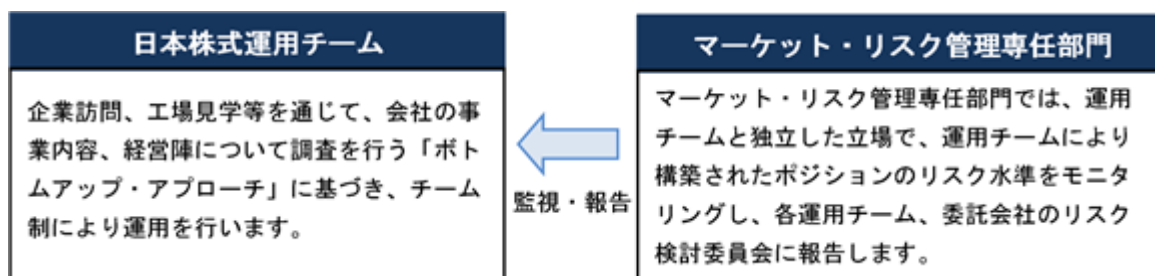 日本株式運用チーム
企業訪問、工場見学等を通じて、会社の事
業内容、経営陣について調査を行う「ボト
ムアップ・アプローチ」に基づき、チーム
制により運用を行います。
監視・報告
マーケット・リスク管理専任部門
マーケット・リスク管理専任部門では、運用
チームと独立した立場で、運用チームにより
構築されたポジションのリスク水準をモニタ
リングし、各運用チーム、委託会社のリスク
検討委員会に報告します。